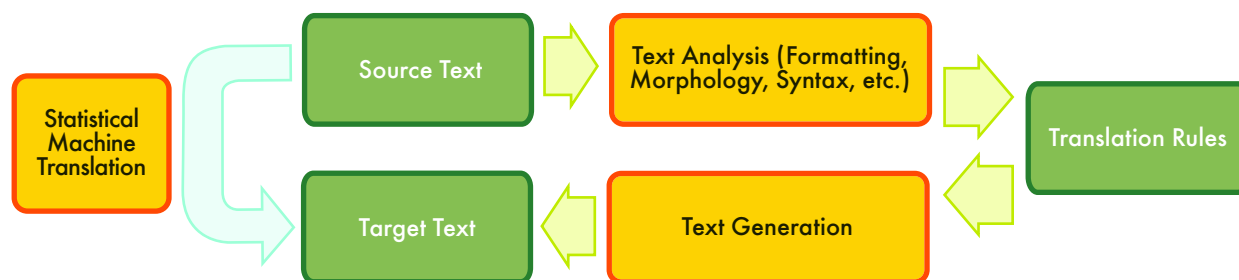 Statistical
Machine
Translation
Source Text
Text Analysis (Formatting,
Morphology, Syntax, etc.)
Translation Rules
Target Text
Text Generation